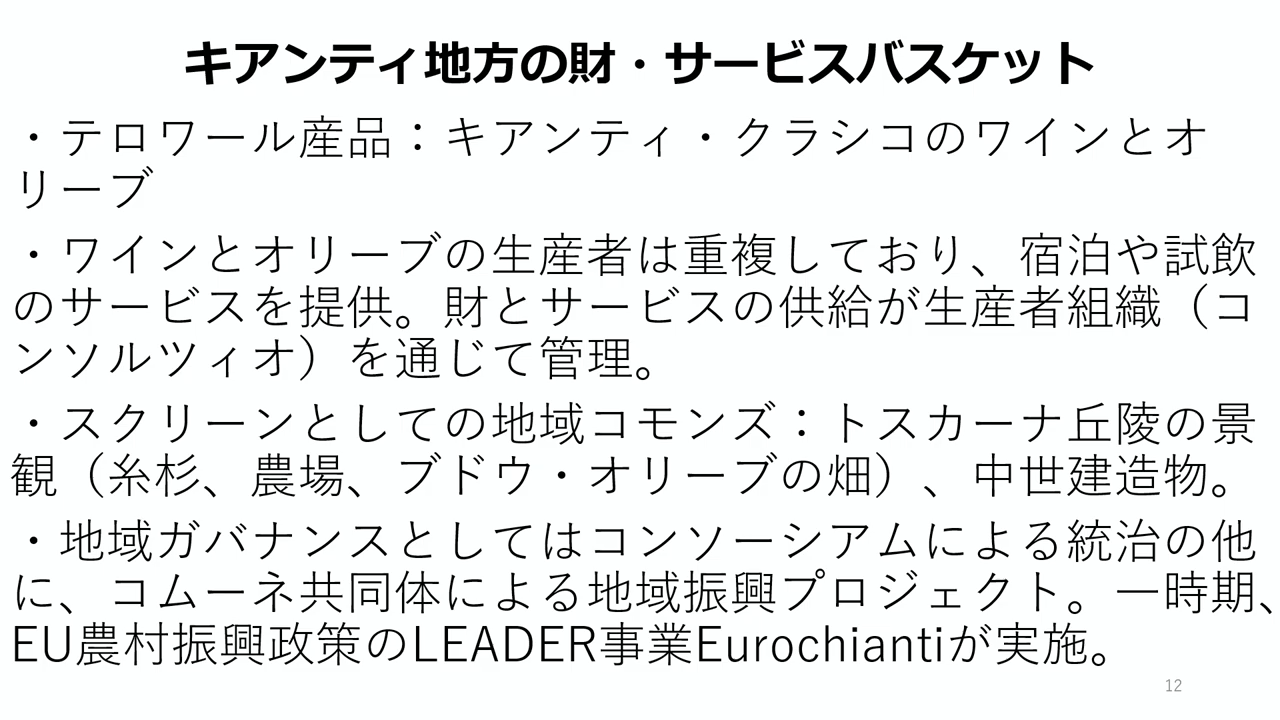 キアンティ地方の財・サービスバスケット
・テロワール産品：キアンティ・クラシコのワインとオ
リーブ
・ワインとオリーブの生産者は重複しており、宿泊や試飲
のサービスを提供。財とサービスの供給が生産者組織（コ
ンソルツィオ）を通じて管理。
・スクリーンとしての地域コモンズ：トスカーナ丘陵の景
観（糸杉、農場、ブドウ・オリーブの畑）、中世建造物。
・地域ガバナンスとしてはコンソーシアムによる統治の他
に、コムーネ共同体による地域振興プロジェクト。一時期、
EU農村振興政策のLEADER事業Eurochiantiが実施。
12